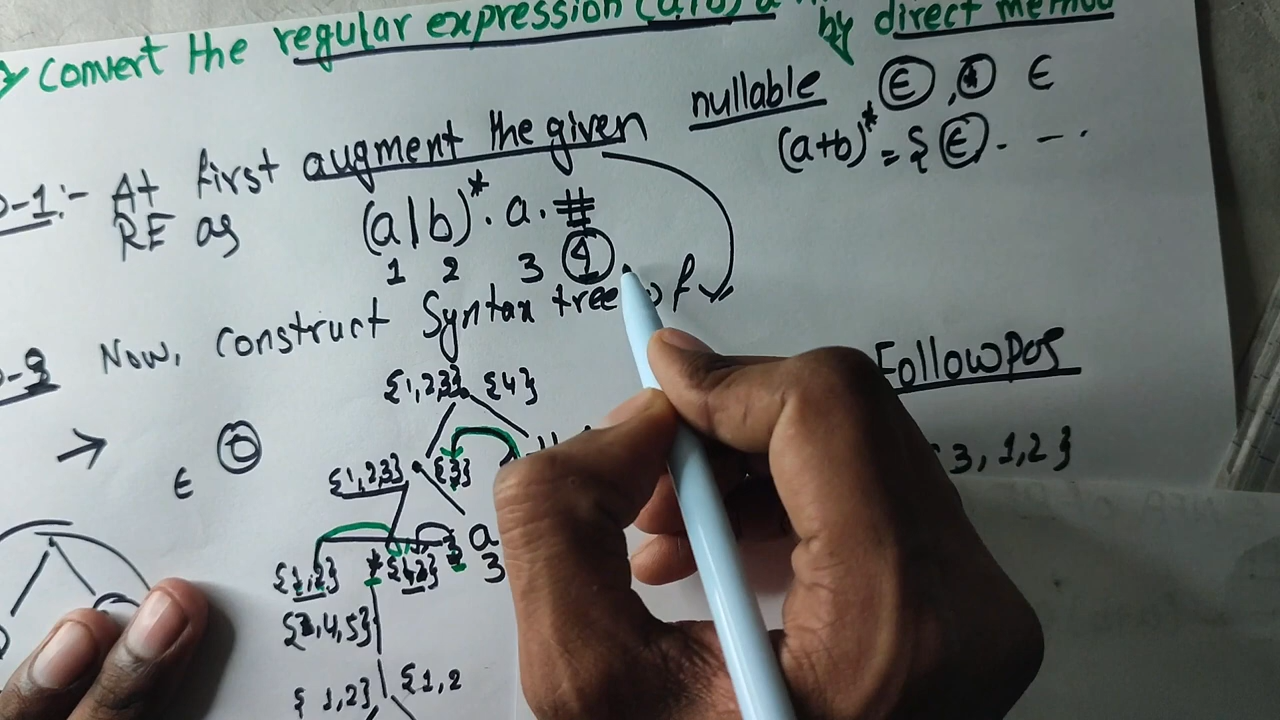 Convert the regular expression (a|b)* a
by direct method
nullable ε, a ε
(a+b)* = { ε - - .
-1:- At first augment the given
RE as (a|b)*. a. #
1 2 3 4
Now, construct Syntax tree of
FollowPos
{1,2,3} {4}
ε
{1,2,3} {3}
3, 1, 2}
{1,2} * {1,2} a
3
,4,5}
{1,2} {1,2